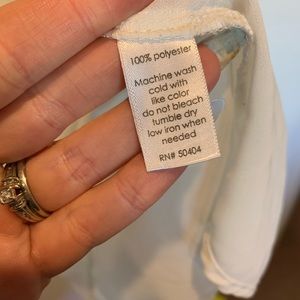 100% polyester
Machine wash
cold with
like color
do not bleach
tumble dry
low iron when
needed
RN# 50404